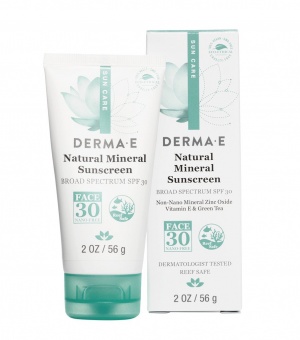 SUN CARE
DERMA·E
Natural Mineral
Sunscreen
BROAD SPECTRUM SPF 30
FACE
30
2 OZ/ 56 g
SUN CARE
DERMA·E
Natural
Mineral
Sunscreen
BROAD SPECTRUM SPF 30
Non-Nano Mineral Zinc Oxide
Vitamin E & Green Tea
FACE
30
DERMATOLOGIST TESTED
REEF SAFE
2 OZ/ 56 g